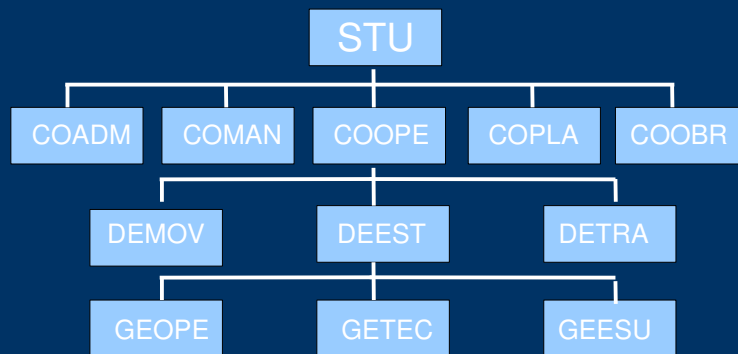 STU
COADM COMAN COOPE COPLA COOBR
DEMOV DEEST DETRA
GEOPE GETEC GEESU